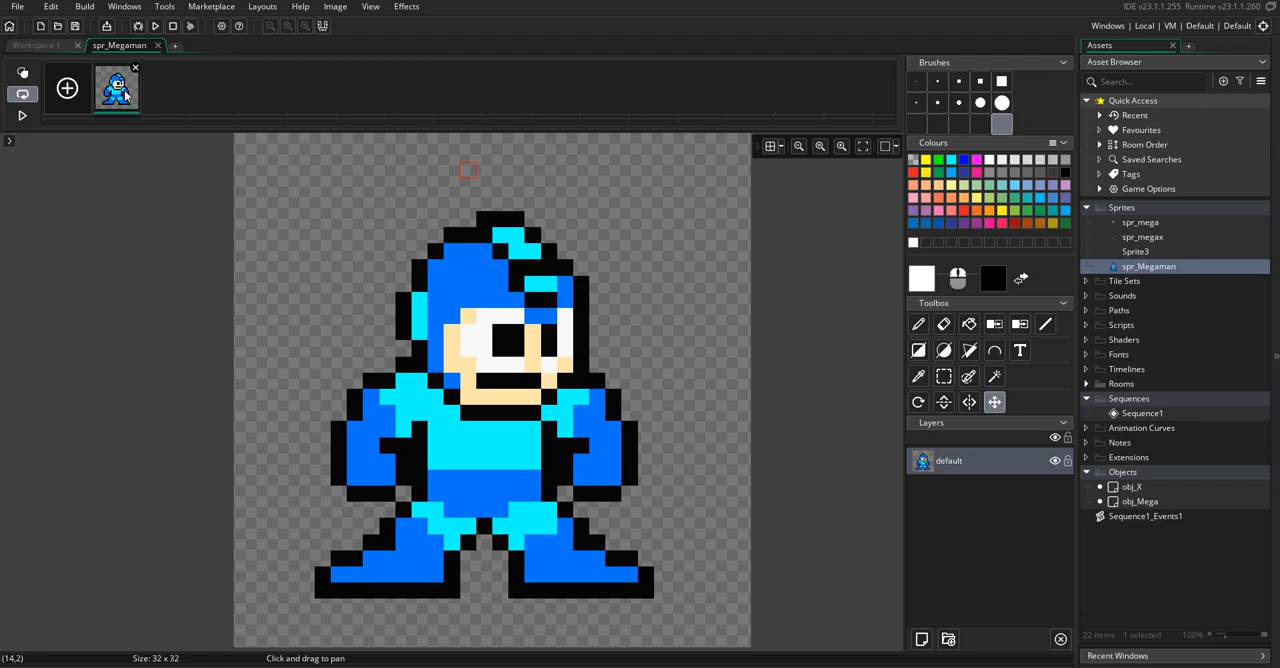 File Edit Build Windows Tools Marketplace Layouts Help Image View Effects IDE v23.1.1.255 Runtime v23.1.1.260
Windows | Local | VM | Default | Default
Workspace 1 spr_Megaman
Assets
Brushes
Asset Browser
Search...
Quick Access
Recent
Favourites
Colours
Room Order
Saved Searches
Tags
Game Options
Sprites
spr_mega
spr_megax
Sprite3
spr_Megaman
Tile Sets
Sounds
Toolbox
Paths
Scripts
Shaders
T
Fonts
Timelines
Rooms
Sequences
Sequence1
Layers
Animation Curves
Notes
Extensions
default
Objects
obj_X
obj_Mega
Sequence1_Events1
22 items 1 selected 100%
(14,2) Size: 32 x 32 Click and drag to pan
Recent Windows